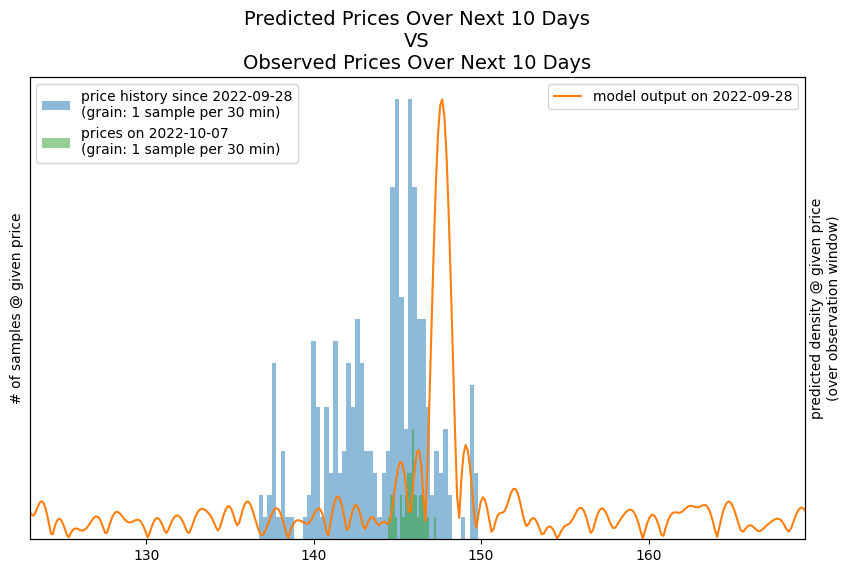 Predicted Prices Over Next 10 Days
VS
Observed Prices Over Next 10 Days
price history since 2022-09-28
(grain: 1 sample per 30 min)
prices on 2022-10-07
(grain: 1 sample per 30 min)
model output on 2022-09-28
# of samples @ given price
predicted density @ given price
(over observation window)
130
140
150
160